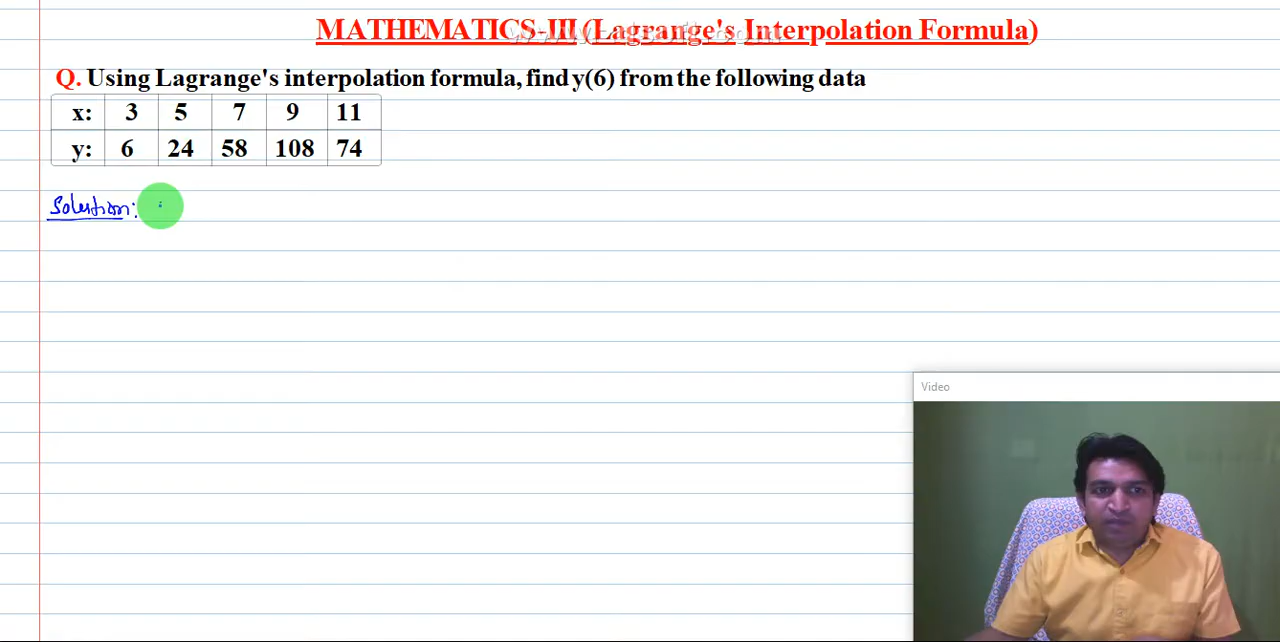 MATHEMATICS-III (Lagrange's Interpolation Formula)
Q. Using Lagrange's interpolation formula, find y(6) from the following data
x: 3 5 7 9 11
y: 6 24 58 108 74
Solution:
Video